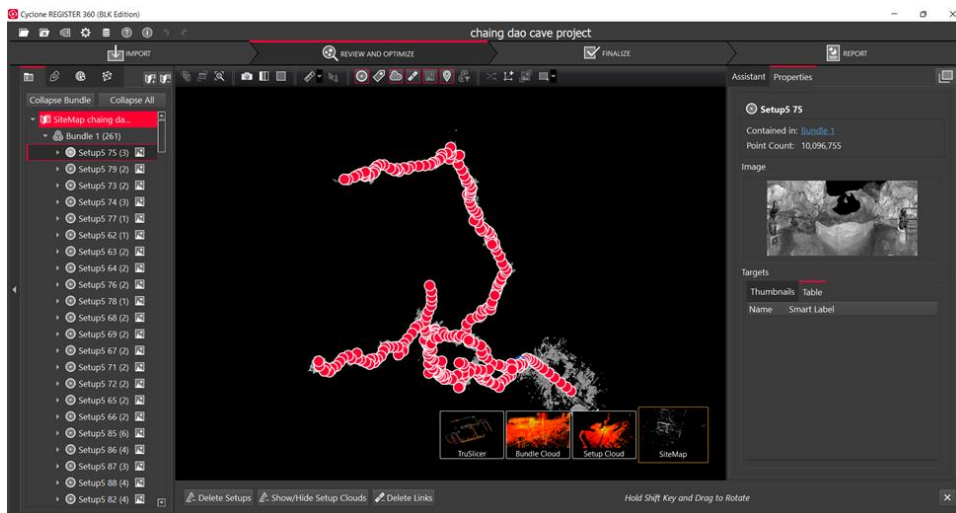 Cyclone REGISTER 360 (BLK Edition)
chaing dao cave project
IMPORT
REVIEW AND OPTIMIZE
FINALIZE
REPORT
Collapse Bundle
Collapse All
SiteMap chaing da...
Bundle 1 (261)
Setup5 75 (3)
Setup5 79 (2)
Setup5 73 (2)
Setup5 74 (3)
Setup5 77 (1)
Setup5 62 (1)
Setup5 63 (2)
Setup5 64 (2)
Setup5 76 (2)
Setup5 78 (1)
Setup5 68 (2)
Setup5 69 (2)
Setup5 67 (2)
Setup5 71 (2)
Setup5 72 (2)
Setup5 65 (2)
Setup5 66 (2)
Setup5 85 (6)
Setup5 86 (4)
Setup5 87 (3)
Setup5 88 (4)
Setup5 82 (4)
TruSlicer
Bundle Cloud
Setup Cloud
SiteMap
Delete Setups
Show/Hide Setup Clouds
Delete Links
Hold Shift Key and Drag to Rotate
Assistant
Properties
Setup5 75
Contained in: Bundle 1
Point Count: 10,096,755
Image
Targets
Thumbnails
Table
Name
Smart Label